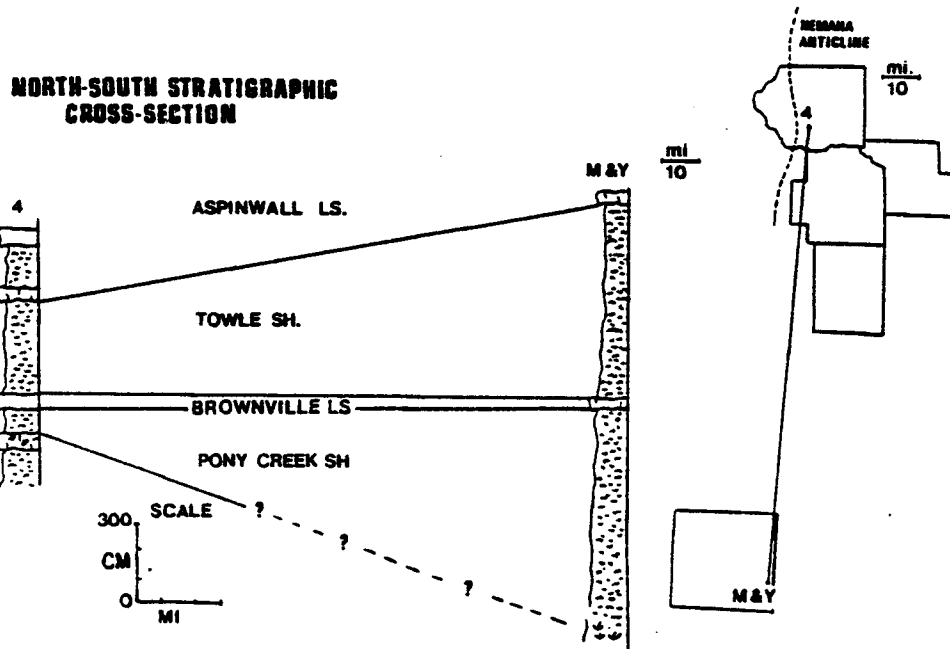 NEMAHA
ANTICLINE
NORTH-SOUTH STRATIGRAPHIC
CROSS-SECTION
mi.
10
4
mi
10
M & Y
4
ASPINWALL LS.
TOWLE SH.
BROWNVILLE LS
PONY CREEK SH
SCALE
300
CM
0
MI
?
?
?
M & Y